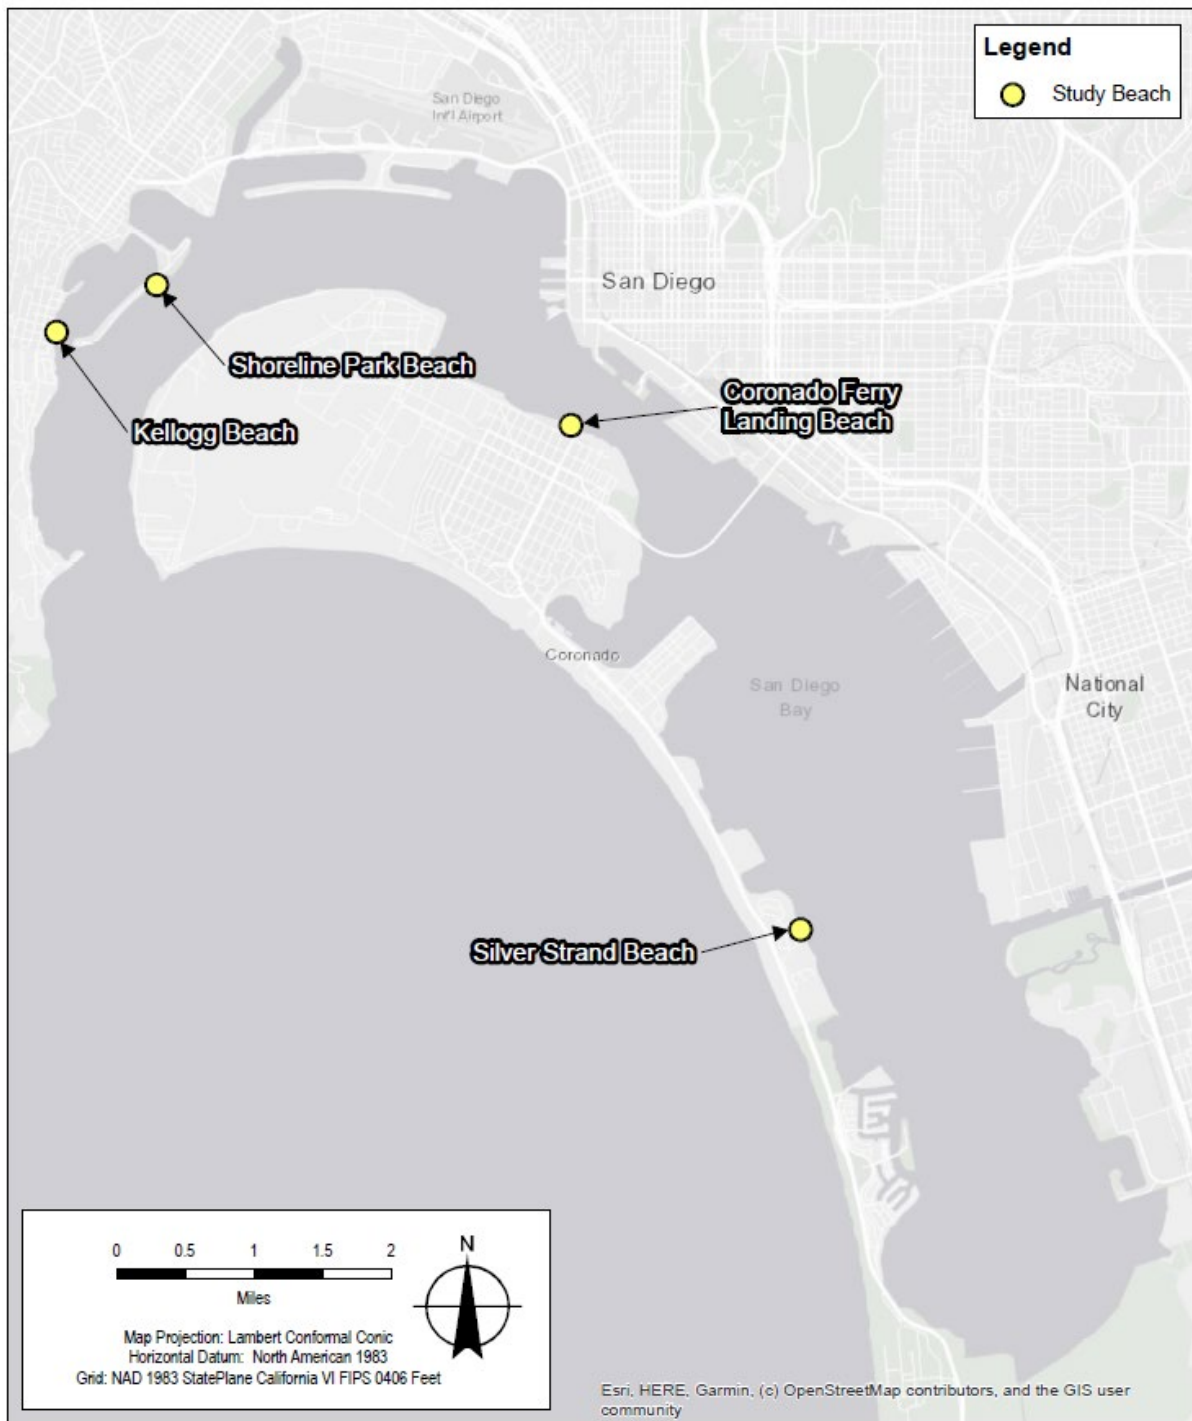 Legend
Study Beach
San Diego
Int'l Airport
San Diego
Shoreline Park Beach
Kellogg Beach
Coronado Ferry
Landing Beach
Coronado
San Diego
Bay
National
City
Silver Strand Beach
0 0.5 1 1.5 2
Miles
N
Map Projection: Lambert Conformal Conic
Horizontal Datum: North American 1983
Grid: NAD 1983 StatePlane California VI FIPS 0406 Feet
Esri, HERE, Garmin, (c) OpenStreetMap contributors, and the GIS user
community